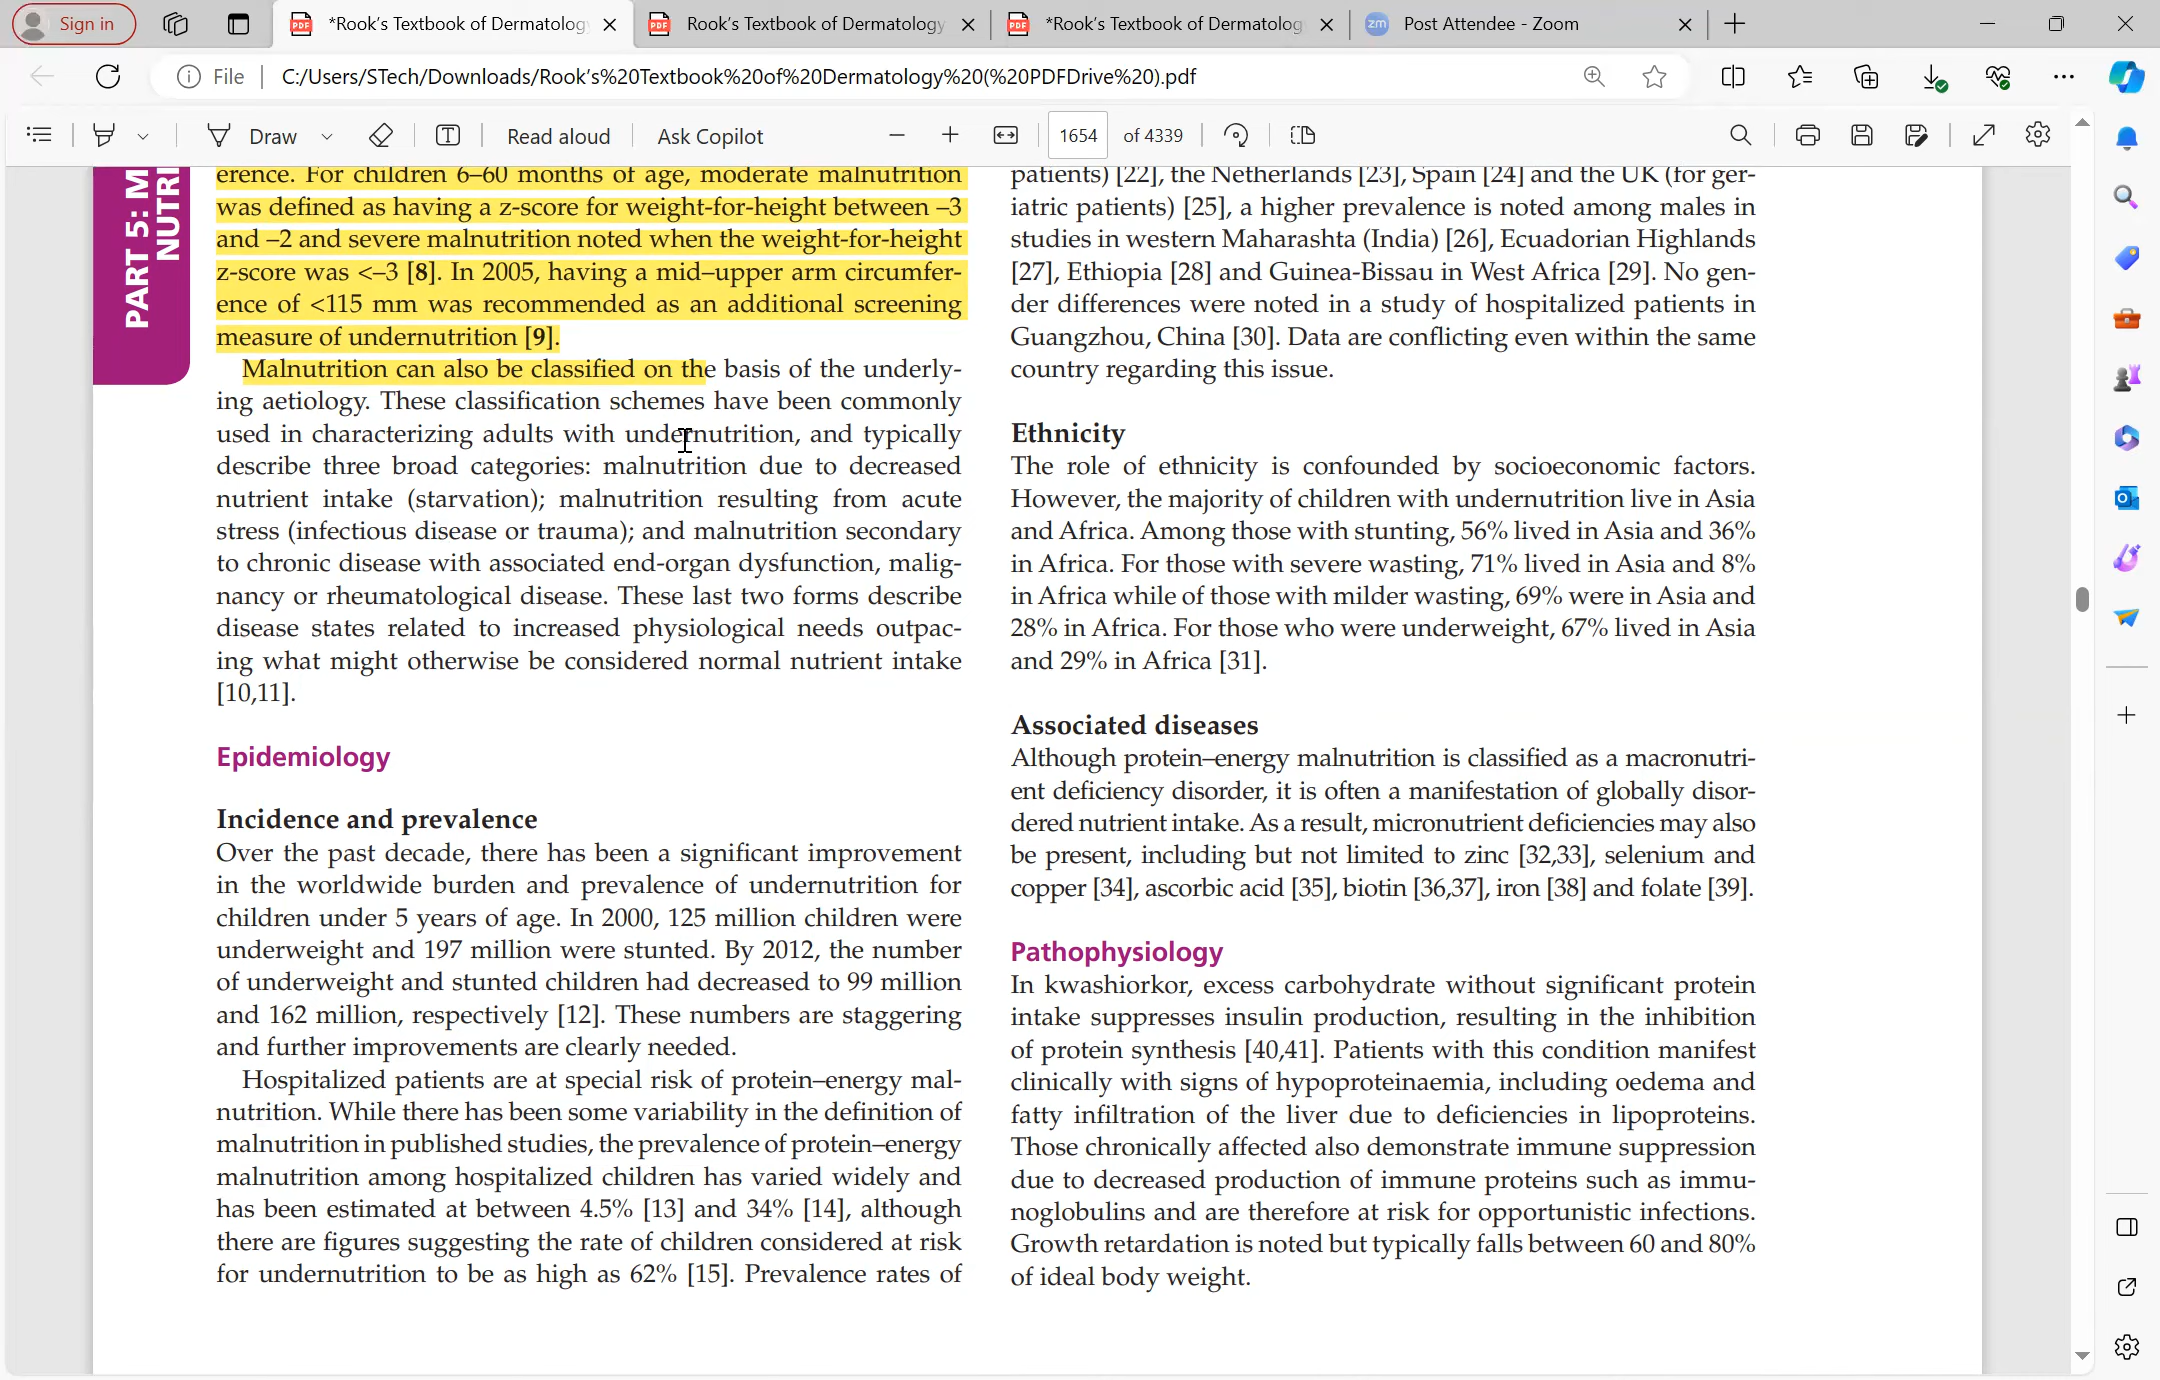 Sign in
*Rook's Textbook of Dermatology
Rook's Textbook of Dermatology
*Rook's Textbook of Dermatolog
zm
Post Attendee - Zoom
File
C:/Users/STech/Downloads/Rook's%20Textbook%20of%20Dermatology%20(%20PDFDrive%20).pdf
Draw
Read aloud
Ask Copilot
1654
of 4339
PART 5: M
NUTRI
erence. For children 6–60 months of age, moderate malnutrition
was defined as having a z-score for weight-for-height between –3
and –2 and severe malnutrition noted when the weight-for-height
z-score was <–3 [8]. In 2005, having a mid–upper arm circumfer-
ence of <115 mm was recommended as an additional screening
measure of undernutrition [9].
Malnutrition can also be classified on the basis of the underly-
ing aetiology. These classification schemes have been commonly
used in characterizing adults with undernutrition, and typically
describe three broad categories: malnutrition due to decreased
nutrient intake (starvation); malnutrition resulting from acute
stress (infectious disease or trauma); and malnutrition secondary
to chronic disease with associated end-organ dysfunction, malig-
nancy or rheumatological disease. These last two forms describe
disease states related to increased physiological needs outpac-
ing what might otherwise be considered normal nutrient intake
[10,11].
Epidemiology
Incidence and prevalence
Over the past decade, there has been a significant improvement
in the worldwide burden and prevalence of undernutrition for
children under 5 years of age. In 2000, 125 million children were
underweight and 197 million were stunted. By 2012, the number
of underweight and stunted children had decreased to 99 million
and 162 million, respectively [12]. These numbers are staggering
and further improvements are clearly needed.
Hospitalized patients are at special risk of protein–energy mal-
nutrition. While there has been some variability in the definition of
malnutrition in published studies, the prevalence of protein–energy
malnutrition among hospitalized children has varied widely and
has been estimated at between 4.5% [13] and 34% [14], although
there are figures suggesting the rate of children considered at risk
for undernutrition to be as high as 62% [15]. Prevalence rates of
patients) [22], the Netherlands [23], Spain [24] and the UK (for ger-
iatric patients) [25], a higher prevalence is noted among males in
studies in western Maharashta (India) [26], Ecuadorian Highlands
[27], Ethiopia [28] and Guinea-Bissau in West Africa [29]. No gen-
der differences were noted in a study of hospitalized patients in
Guangzhou, China [30]. Data are conflicting even within the same
country regarding this issue.
Ethnicity
The role of ethnicity is confounded by socioeconomic factors.
However, the majority of children with undernutrition live in Asia
and Africa. Among those with stunting, 56% lived in Asia and 36%
in Africa. For those with severe wasting, 71% lived in Asia and 8%
in Africa while of those with milder wasting, 69% were in Asia and
28% in Africa. For those who were underweight, 67% lived in Asia
and 29% in Africa [31].
Associated diseases
Although protein–energy malnutrition is classified as a macronutri-
ent deficiency disorder, it is often a manifestation of globally disor-
dered nutrient intake. As a result, micronutrient deficiencies may also
be present, including but not limited to zinc [32,33], selenium and
copper [34], ascorbic acid [35], biotin [36,37], iron [38] and folate [39].
Pathophysiology
In kwashiorkor, excess carbohydrate without significant protein
intake suppresses insulin production, resulting in the inhibition
of protein synthesis [40,41]. Patients with this condition manifest
clinically with signs of hypoproteinaemia, including oedema and
fatty infiltration of the liver due to deficiencies in lipoproteins.
Those chronically affected also demonstrate immune suppression
due to decreased production of immune proteins such as immu-
noglobulins and are therefore at risk for opportunistic infections.
Growth retardation is noted but typically falls between 60 and 80%
of ideal body weight.